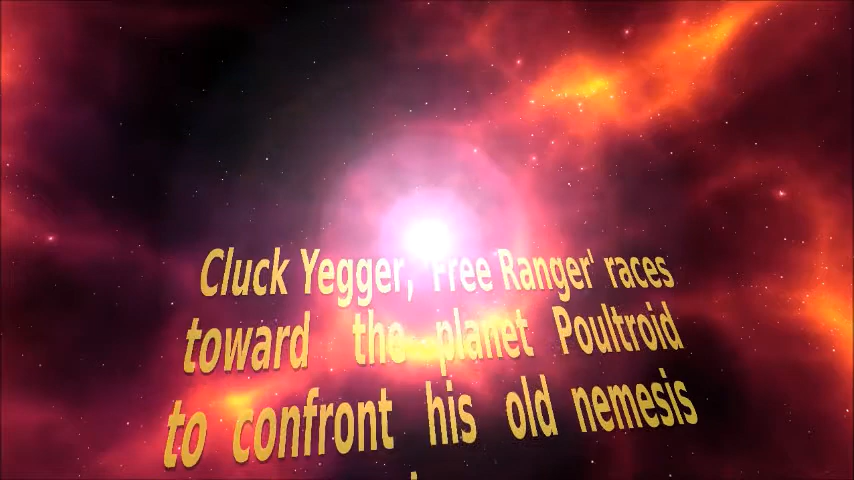 Cluck Yegger, 'Free Ranger' races
toward the planet Poultroid
to confront his old nemesis